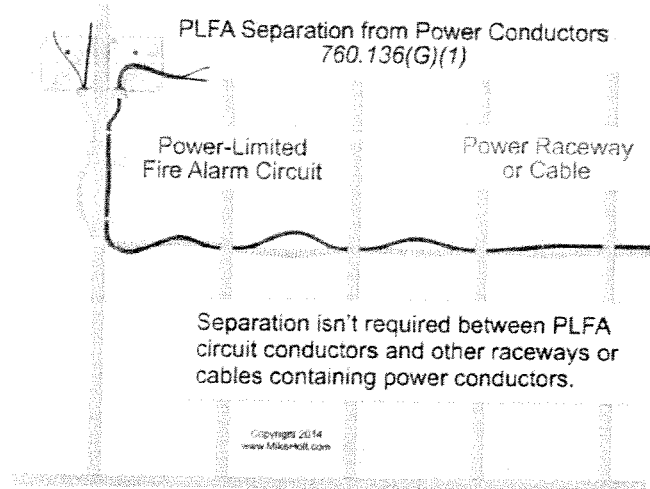 PLFA Separation from Power Conductors
760.136(G)(1)
Power-Limited
Fire Alarm Circuit
Power Raceway
or Cable
Separation isn't required between PLFA
circuit conductors and other raceways or
cables containing power conductors.
Copyright 2014
www.MikeHolt.com